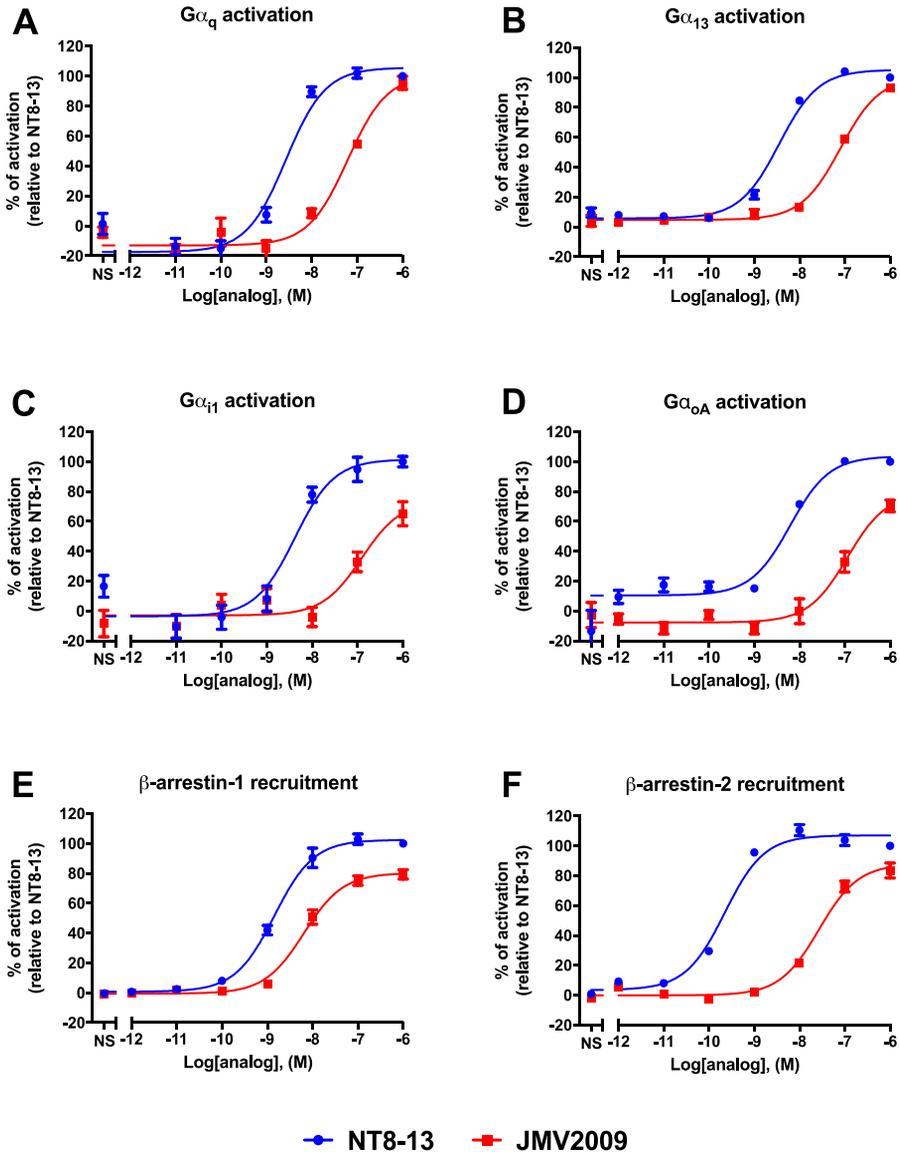 A
Gαq activation
% of activation
(relative to NT8-13)
120
100
80
60
40
20
0
-20
NS -12 -11 -10 -9 -8 -7 -6
Log[analog], (M)
B
Gα13 activation
% of activation
(relative to NT8-13)
120
100
80
60
40
20
0
-20
NS -12 -11 -10 -9 -8 -7 -6
Log[analog], (M)
C
Gαi1 activation
% of activation
(relative to NT8-13)
120
100
80
60
40
20
0
-20
NS -12 -11 -10 -9 -8 -7 -6
Log[analog], (M)
D
GαoA activation
% of activation
(relative to NT8-13)
120
100
80
60
40
20
0
-20
NS -12 -11 -10 -9 -8 -7 -6
Log[analog], (M)
E
β-arrestin-1 recruitment
% of activation
(relative to NT8-13)
120
100
80
60
40
20
0
-20
NS -12 -11 -10 -9 -8 -7 -6
Log[analog], (M)
F
β-arrestin-2 recruitment
% of activation
(relative to NT8-13)
120
100
80
60
40
20
0
-20
NS -12 -11 -10 -9 -8 -7 -6
Log[analog], (M)
NT8-13 JMV2009